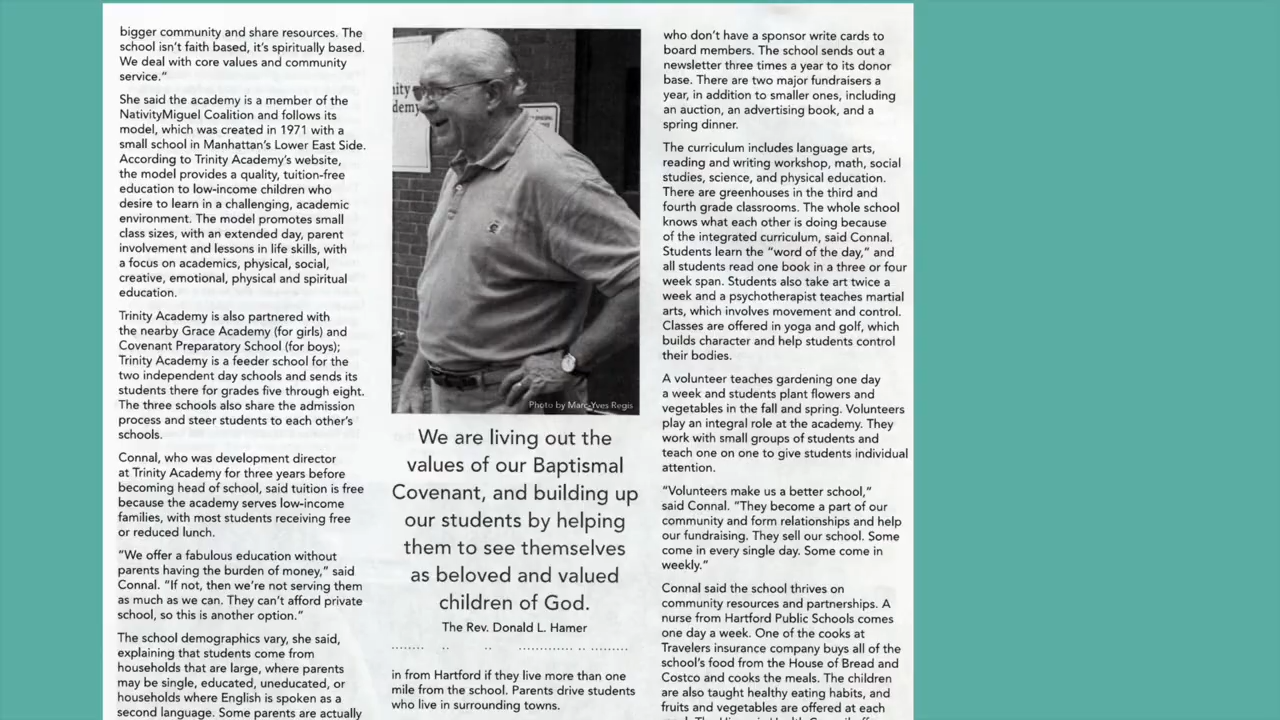 bigger community and share resources. The
school isn't faith based, it's spiritually based.
We deal with core values and community
service."
She said the academy is a member of the
NativityMiguel Coalition and follows its
model, which was created in 1971 with a
small school in Manhattan's Lower East Side.
According to Trinity Academy's website,
the model provides a quality, tuition-free
education to low-income children who
desire to learn in a challenging, academic
environment. The model promotes small
class sizes, with an extended day, parent
involvement and lessons in life skills, with
a focus on academics, physical, social,
creative, emotional, physical and spiritual
education.
Trinity Academy is also partnered with
the nearby Grace Academy (for girls) and
Covenant Preparatory School (for boys);
Trinity Academy is a feeder school for the
two independent day schools and sends its
students there for grades five through eight.
The three schools also share the admission
process and steer students to each other's
schools.
Connal, who was development director
at Trinity Academy for three years before
becoming head of school, said tuition is free
because the academy serves low-income
families, with most students receiving free
or reduced lunch.
"We offer a fabulous education without
parents having the burden of money," said
Connal. "If not, then we're not serving them
as much as we can. They can't afford private
school, so this is another option."
The school demographics vary, she said,
explaining that students come from
households that are large, where parents
may be single, educated, uneducated, or
households where English is spoken as a
second language. Some parents are actually
nity
demy
Photo by Marc-Yves Regis
We are living out the
values of our Baptismal
Covenant, and building up
our students by helping
them to see themselves
as beloved and valued
children of God.
The Rev. Donald L. Hamer
in from Hartford if they live more than one
mile from the school. Parents drive students
who live in surrounding towns.
who don't have a sponsor write cards to
board members. The school sends out a
newsletter three times a year to its donor
base. There are two major fundraisers a
year, in addition to smaller ones, including
an auction, an advertising book, and a
spring dinner.
The curriculum includes language arts,
reading and writing workshop, math, social
studies, science, and physical education.
There are greenhouses in the third and
fourth grade classrooms. The whole school
knows what each other is doing because
of the integrated curriculum, said Connal.
Students learn the "word of the day," and
all students read one book in a three or four
week span. Students also take art twice a
week and a psychotherapist teaches martial
arts, which involves movement and control.
Classes are offered in yoga and golf, which
builds character and help students control
their bodies.
A volunteer teaches gardening one day
a week and students plant flowers and
vegetables in the fall and spring. Volunteers
play an integral role at the academy. They
work with small groups of students and
teach one on one to give students individual
attention.
"Volunteers make us a better school,"
said Connal. "They become a part of our
community and form relationships and help
our fundraising. They sell our school. Some
come in every single day. Some come in
weekly."
Connal said the school thrives on
community resources and partnerships. A
nurse from Hartford Public Schools comes
one day a week. One of the cooks at
Travelers insurance company buys all of the
school's food from the House of Bread and
Costco and cooks the meals. The children
are also taught healthy eating habits, and
fruits and vegetables are offered at each